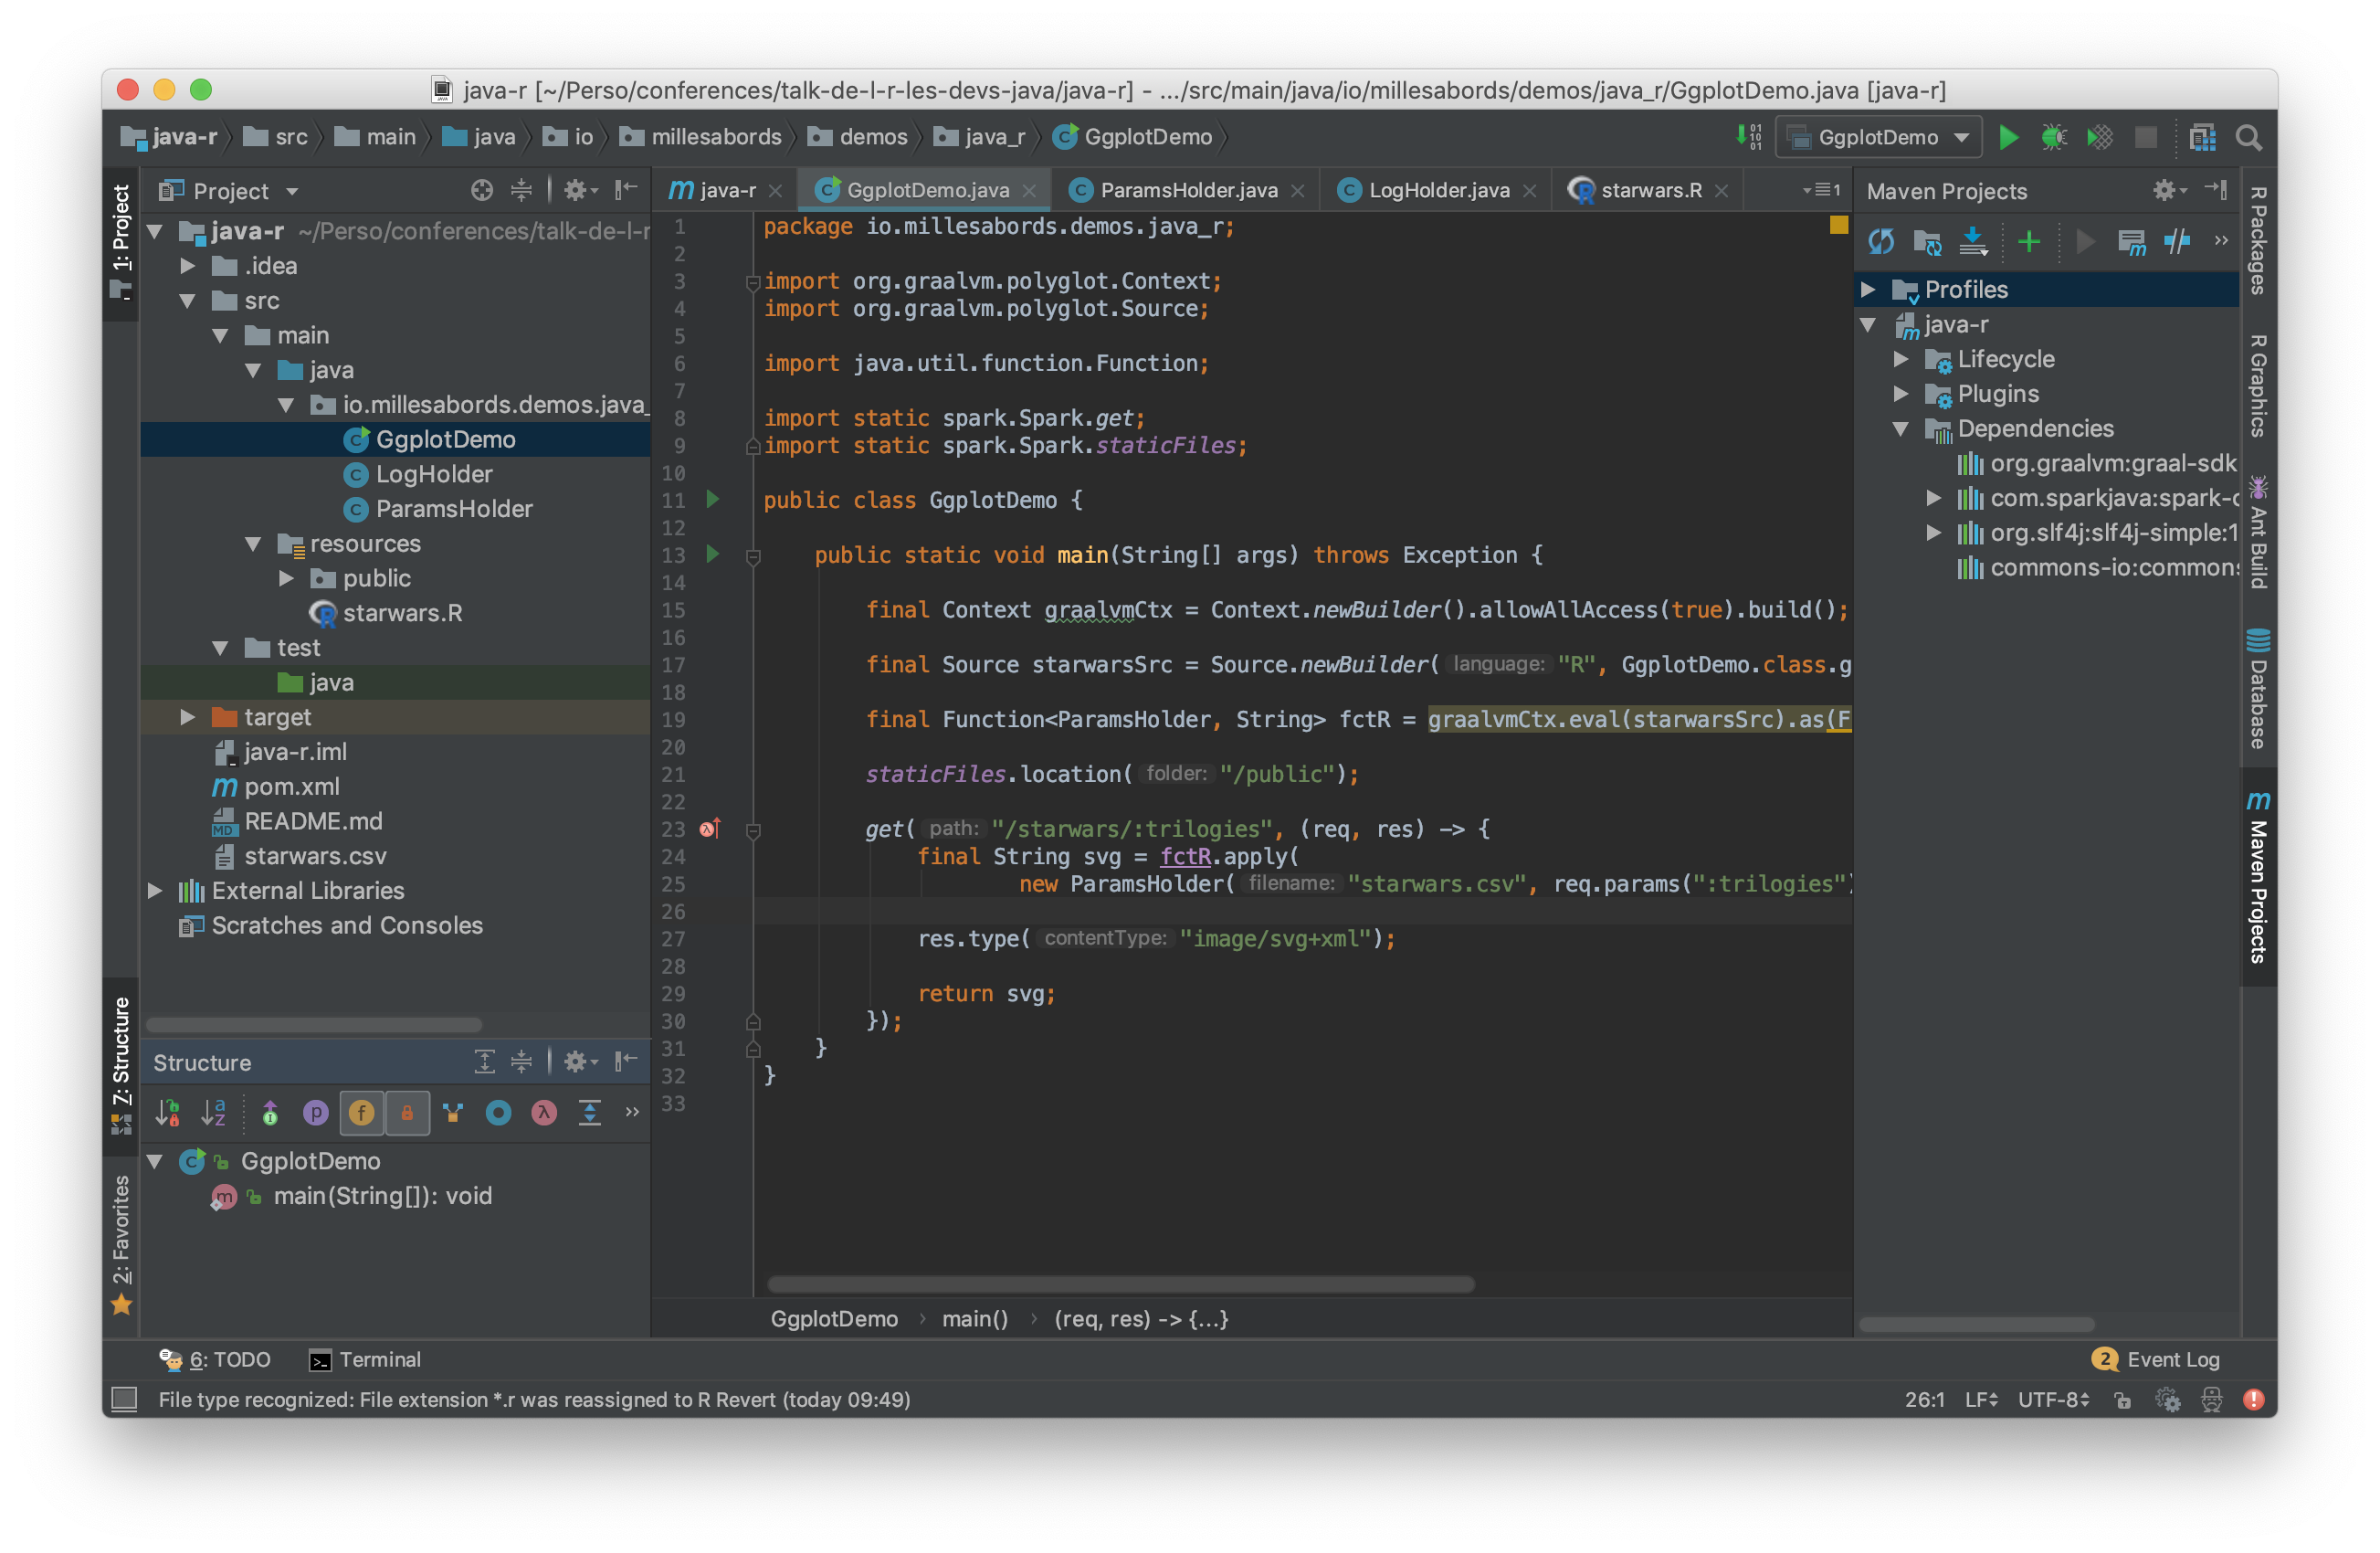 java-r [~/Perso/conferences/talk-de-l-r-les-devs-java/java-r] - .../src/main/java/io/millesabords/demos/java_r/GgplotDemo.java [java-r]
java-r src main java io millesabords demos java_r GgplotDemo
GgplotDemo
1: Project
Project
java-r ~/Perso/conferences/talk-de-l-r
.idea
src
main
java
io.millesabords.demos.java_
GgplotDemo
LogHolder
ParamsHolder
resources
public
starwars.R
test
java
target
java-r.iml
pom.xml
README.md
starwars.csv
External Libraries
Scratches and Consoles
Z: Structure
Structure
GgplotDemo
main(String[]): void
2: Favorites
java-r GgplotDemo.java ParamsHolder.java LogHolder.java starwars.R 1
1 package io.millesabords.demos.java_r;
2
3 import org.graalvm.polyglot.Context;
4 import org.graalvm.polyglot.Source;
5
6 import java.util.function.Function;
7
8 import static spark.Spark.get;
9 import static spark.Spark.staticFiles;
10
11 public class GgplotDemo {
12
13 public static void main(String[] args) throws Exception {
14
15 final Context graalvmCtx = Context.newBuilder().allowAllAccess(true).build();
16
17 final Source starwarsSrc = Source.newBuilder( language: "R", GgplotDemo.class.g
18
19 final Function<ParamsHolder, String> fctR = graalvmCtx.eval(starwarsSrc).as(F
20
21 staticFiles.location( folder: "/public");
22
23 get( path: "/starwars/:trilogies", (req, res) -> {
24 final String svg = fctR.apply(
25 new ParamsHolder( filename: "starwars.csv", req.params(":trilogies")
26
27 res.type( contentType: "image/svg+xml");
28
29 return svg;
30 });
31 }
32 }
33
GgplotDemo › main() › (req, res) -> {...}
Maven Projects
Profiles
java-r
Lifecycle
Plugins
Dependencies
org.graalvm:graal-sdk
com.sparkjava:spark-c
org.slf4j:slf4j-simple:1
commons-io:commons
R Packages
R Graphics
Ant Build
Database
Maven Projects
6: TODO Terminal
2 Event Log
File type recognized: File extension *.r was reassigned to R Revert (today 09:49)
26:1 LF UTF-8